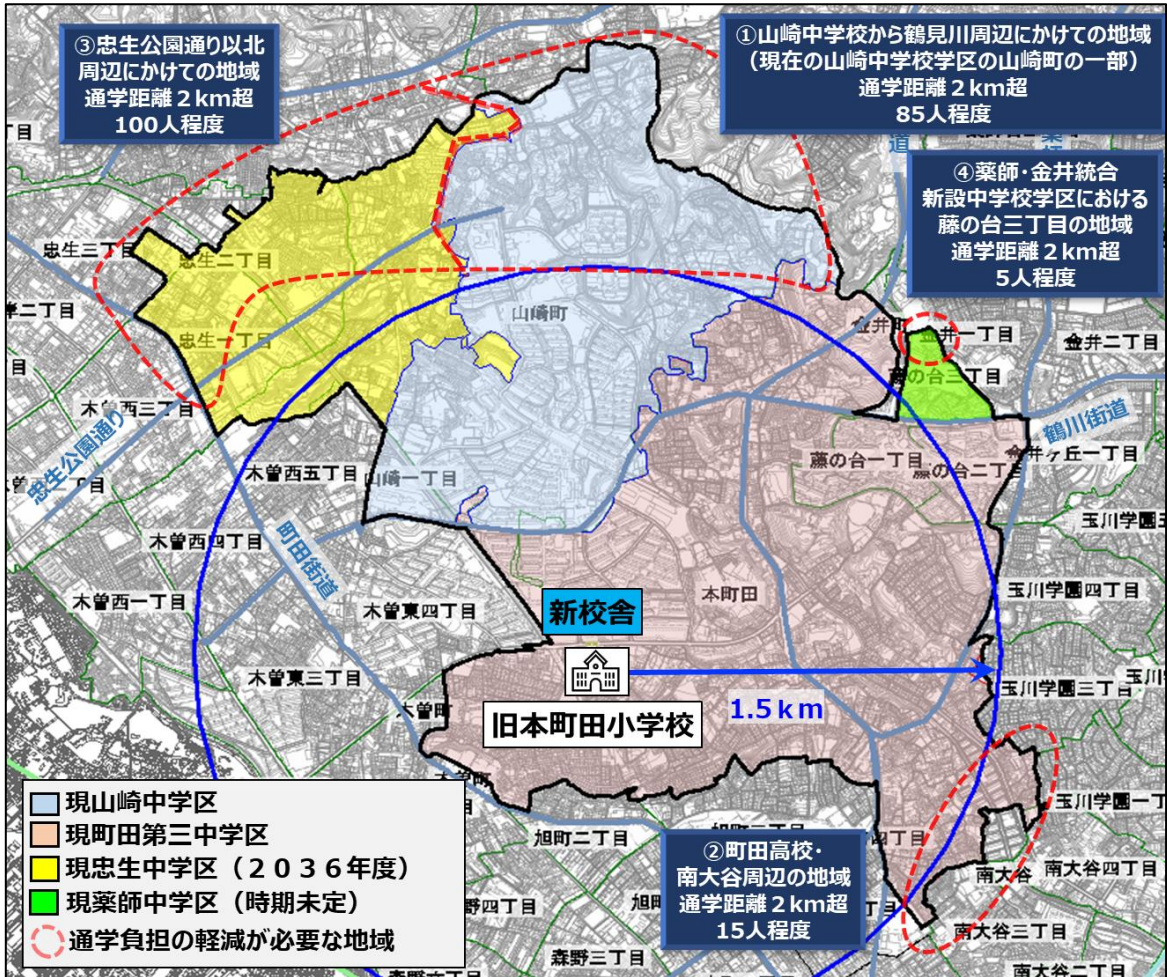 ③忠生公園通り以北
周辺にかけての地域
通学距離２km超
100人程度
①山崎中学校から鶴見川周辺にかけての地域
（現在の山崎中学校学区の山崎町の一部）
通学距離２km超
85人程度
④薬師・金井統合
新設中学校学区における
藤の台三丁目の地域
通学距離２km超
5人程度
忠生三丁目
忠生二丁目
忠生一丁目
山崎町
金井町
金井一丁目
金井二丁目
藤の台三丁目
鶴川街道
木曽西三丁目
忠生公園通り
木曽西五丁目
山崎一丁目
藤の台一丁目
藤の台二丁目
金井ヶ丘一丁目
木曽西四丁目
町田街道
木曽西一丁目
木曽東四丁目
新校舎
本町田
玉川学園四丁目
木曽東三丁目
玉川学園三丁目
木曽町
旧本町田小学校
1.5ｋｍ
現山崎中学区
現町田第三中学区
現忠生中学区（２０３６年度）
現薬師中学区（時期未定）
通学負担の軽減が必要な地域
旭町二丁目
②町田高校・
南大谷周辺の地域
通学距離２km超
15人程度
玉川学園一丁
南大谷
南大谷四丁目
南大谷三丁目
森野三丁目
南大谷二丁目